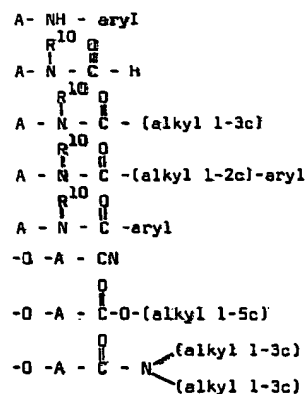 A- NH - aryl
R10 O
A - N - C - H
R10 O
A - N - C - (alkyl 1-3c)
R10 O
A - N - C -(alkyl 1-2c)-aryl
R10 O
A - N - C -aryl
-O -A - CN
O
-O -A - C-O-(alkyl 1-5c)
O (alkyl 1-3c)
-O -A - C - N
(alkyl 1-3c)